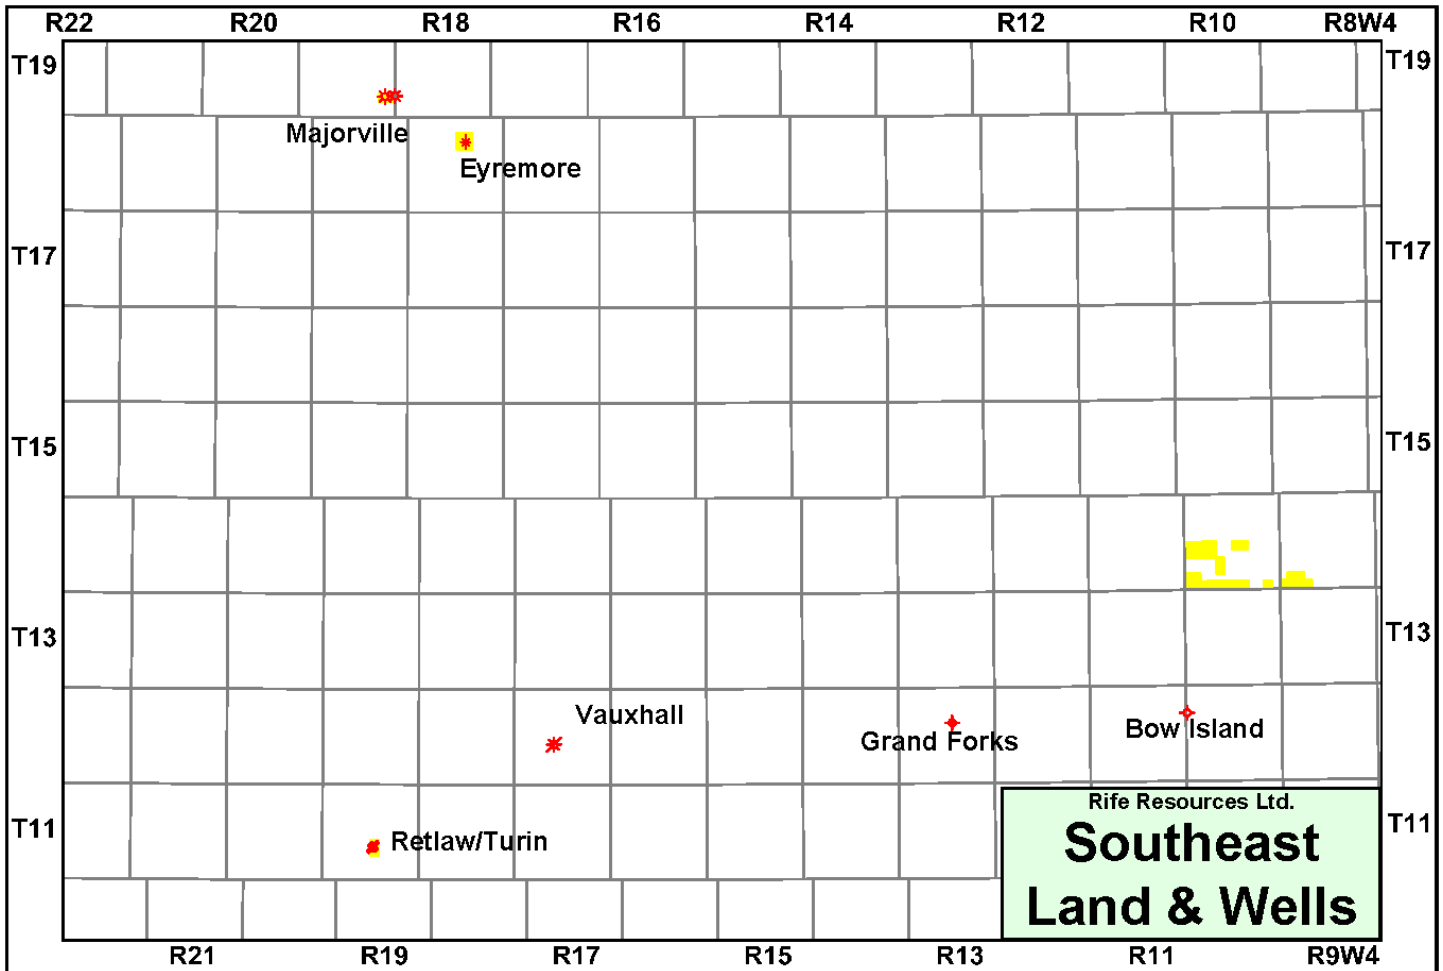 R22 R20 R18 R16 R14 R12 R10 R8W4
T19 T19
Majorville
Eyremore
T17 T17
T15 T15
T13 T13
Vauxhall
Bow Island
Grand Forks
Rife Resources Ltd.
T11 T11
Retlaw/Turin
Southeast
Land & Wells
R21 R19 R17 R15 R13 R11 R9W4